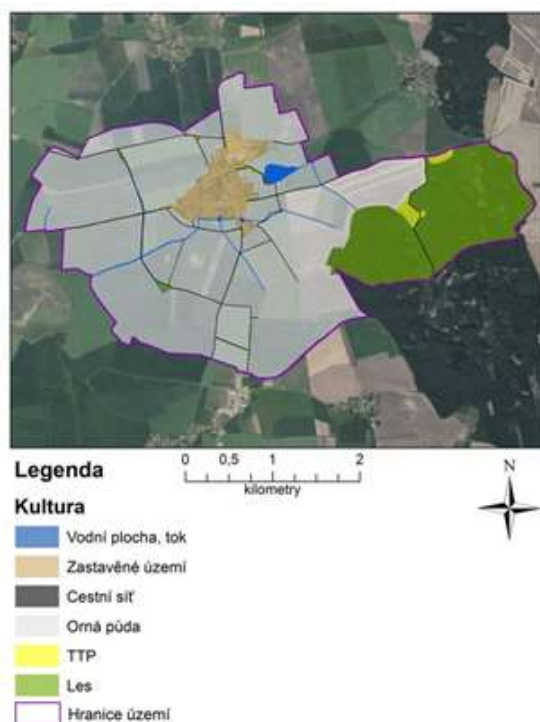 Legenda
0 0,5 1 2
kilometry
N
Kultura
Vodní plocha, tok
Zastavěné území
Cestní síť
Orná půda
TTP
Les
Hranice území